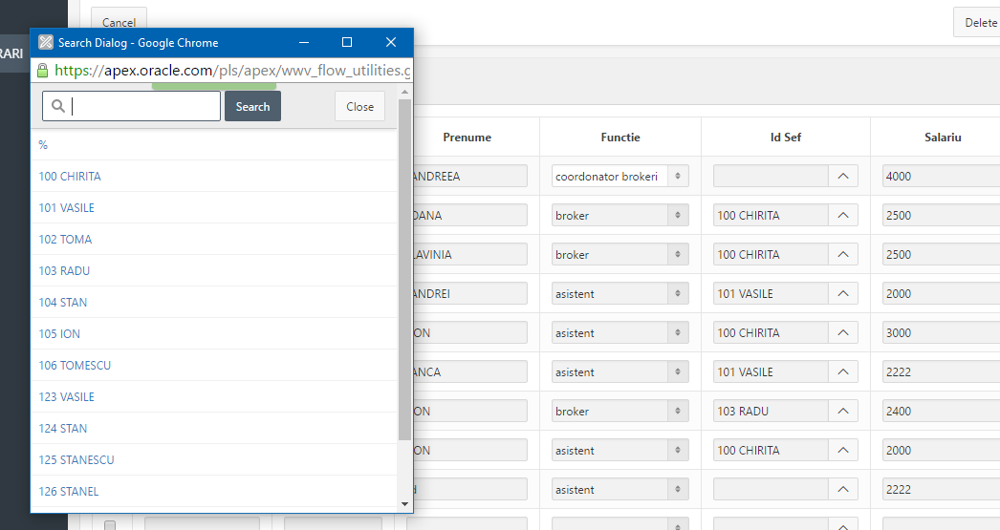 Cancel
Delete
RARI
Search Dialog - Google Chrome
https://apex.oracle.com/pls/apex/wwv_flow_utilities.g
Search
Close
%
100 CHIRITA
101 VASILE
102 TOMA
103 RADU
104 STAN
105 ION
106 TOMESCU
123 VASILE
124 STAN
125 STANESCU
126 STANEL
Prenume Functie Id Sef Salariu
ANDREEA coordonator brokeri 4000
OANA broker 100 CHIRITA 2500
LAVINIA broker 100 CHIRITA 2500
ANDREI asistent 101 VASILE 2000
ON asistent 100 CHIRITA 3000
ANCA asistent 101 VASILE 2222
ON broker 103 RADU 2400
ON asistent 100 CHIRITA 2000
asistent 2222